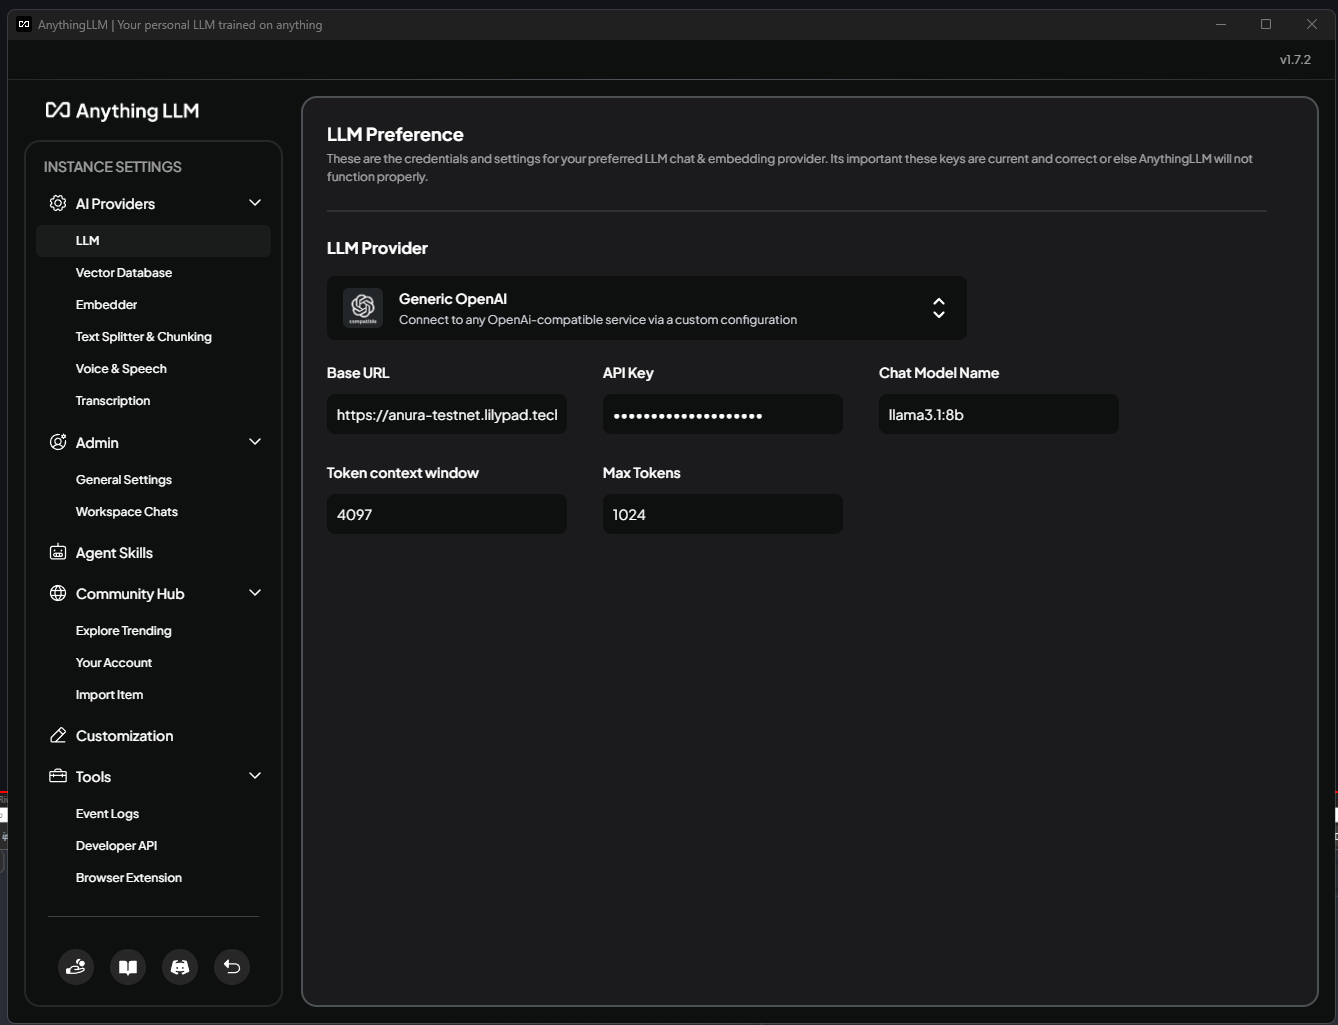 AnythingLLM | Your personal LLM trained on anything
v1.7.2
Anything LLM
INSTANCE SETTINGS
AI Providers
LLM
Vector Database
Embedder
Text Splitter & Chunking
Voice & Speech
Transcription
Admin
General Settings
Workspace Chats
Agent Skills
Community Hub
Explore Trending
Your Account
Import Item
Customization
Tools
Event Logs
Developer API
Browser Extension
LLM Preference
These are the credentials and settings for your preferred LLM chat & embedding provider. Its important these keys are current and correct or else AnythingLLM will not
function properly.
LLM Provider
Generic OpenAI
Connect to any OpenAi-compatible service via a custom configuration
compatible
Base URL
API Key
Chat Model Name
https://anura-testnet.lilypad.tecl
••••••••••••••••••••
llama3.1:8b
Token context window
Max Tokens
4097
1024